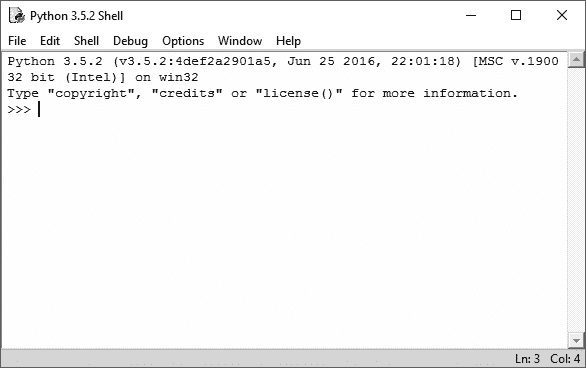 Python 3.5.2 Shell
File Edit Shell Debug Options Window Help
Python 3.5.2 (v3.5.2:4def2a2901a5, Jun 25 2016, 22:01:18) [MSC v.1900
32 bit (Intel)] on win32
Type "copyright", "credits" or "license()" for more information.
>>>
Ln: 3 Col: 4